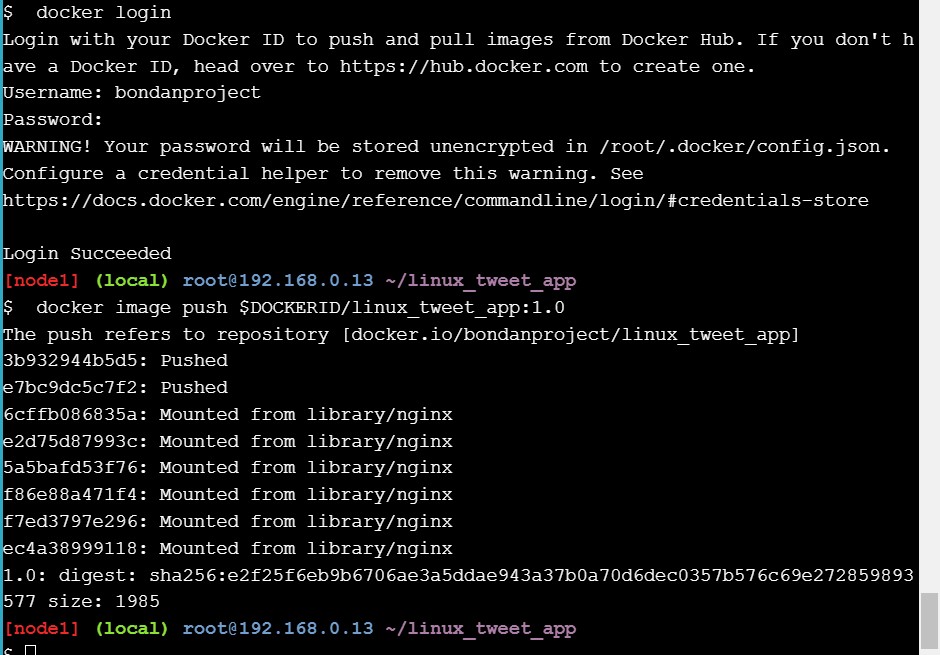 $  docker login
Login with your Docker ID to push and pull images from Docker Hub. If you don't h
ave a Docker ID, head over to https://hub.docker.com to create one.
Username: bondanproject
Password:
WARNING! Your password will be stored unencrypted in /root/.docker/config.json.
Configure a credential helper to remove this warning. See
https://docs.docker.com/engine/reference/commandline/login/#credentials-store

Login Succeeded
[node1] (local) root@192.168.0.13 ~/linux_tweet_app
$  docker image push $DOCKERID/linux_tweet_app:1.0
The push refers to repository [docker.io/bondanproject/linux_tweet_app]
3b932944b5d5: Pushed
e7bc9dc5c7f2: Pushed
6cffb086835a: Mounted from library/nginx
e2d75d87993c: Mounted from library/nginx
5a5bafd53f76: Mounted from library/nginx
f86e88a471f4: Mounted from library/nginx
f7ed3797e296: Mounted from library/nginx
ec4a38999118: Mounted from library/nginx
1.0: digest: sha256:e2f25f6eb9b6706ae3a5ddae943a37b0a70d6dec0357b576c69e272859893
577 size: 1985
[node1] (local) root@192.168.0.13 ~/linux_tweet_app
$